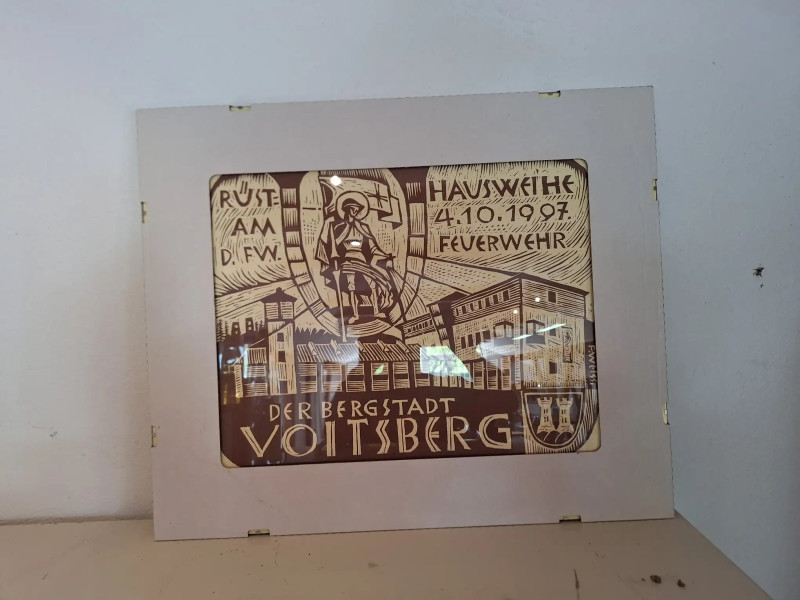 RÜST=
AM
D. FW.
HAUSWEIHE
4.10.1997
FEUERWEHR
DER BERGSTADT
VOITSBERG